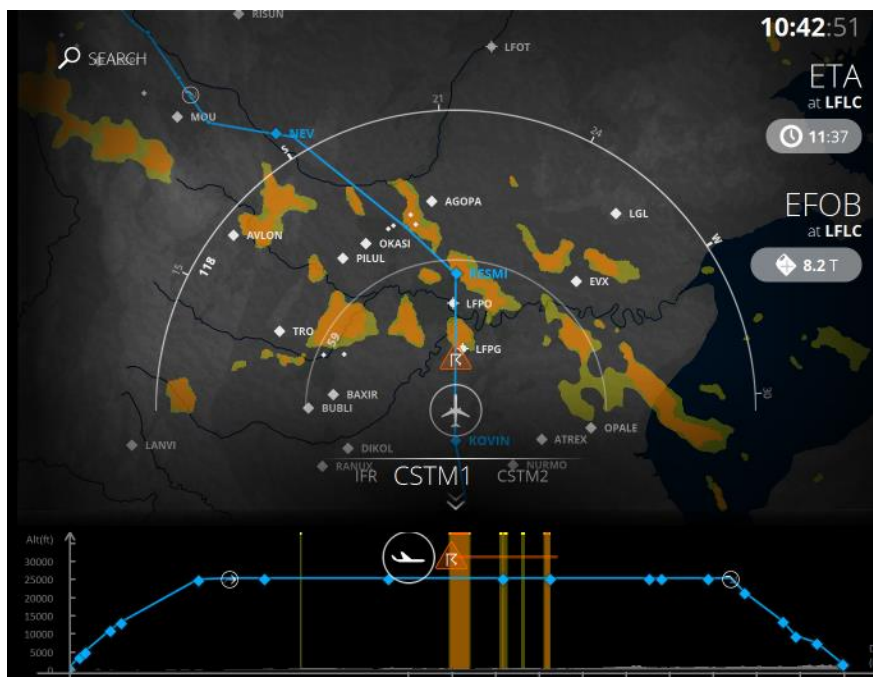 RISUN
10:42:51
LFOT
SEARCH
ETA
at LFLC
11:37
MOU
NEV
21
24
S
W
EFOB
at LFLC
8.2 T
AGOPA
LGL
AVLON
OKASI
PILUL
118
15
EVX
LFPO
TRO
59
LFPG
BAXIR
BUBLI
30
LANVI
DIKOL
KOVIN
ATREX
OPALE
RANUX
NURMO
IFR
CSTM1
CSTM2
Alt(ft)
30000
25000
20000
15000
10000
5000
0